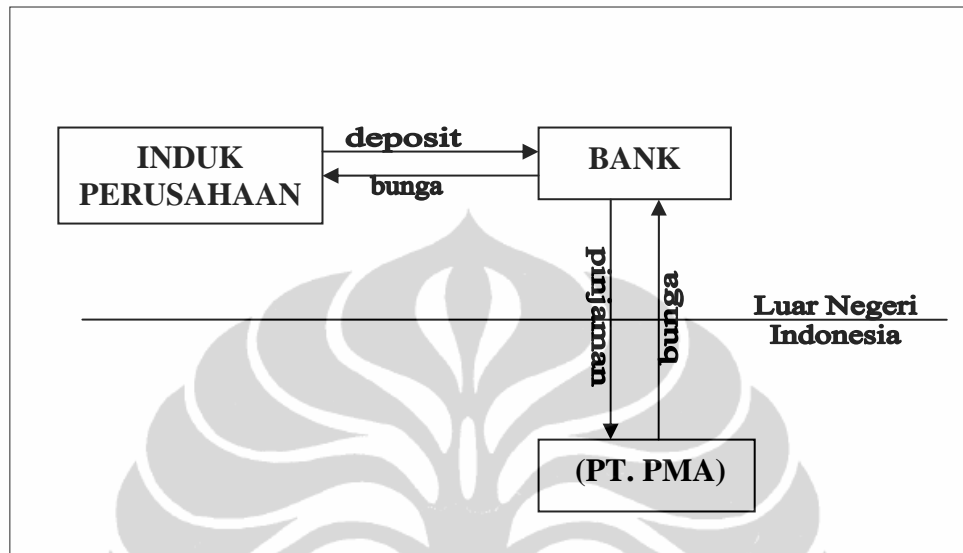 INDUK
PERUSAHAAN
deposit
bunga
BANK
pinjaman
bunga
Luar Negeri
Indonesia
(PT. PMA)